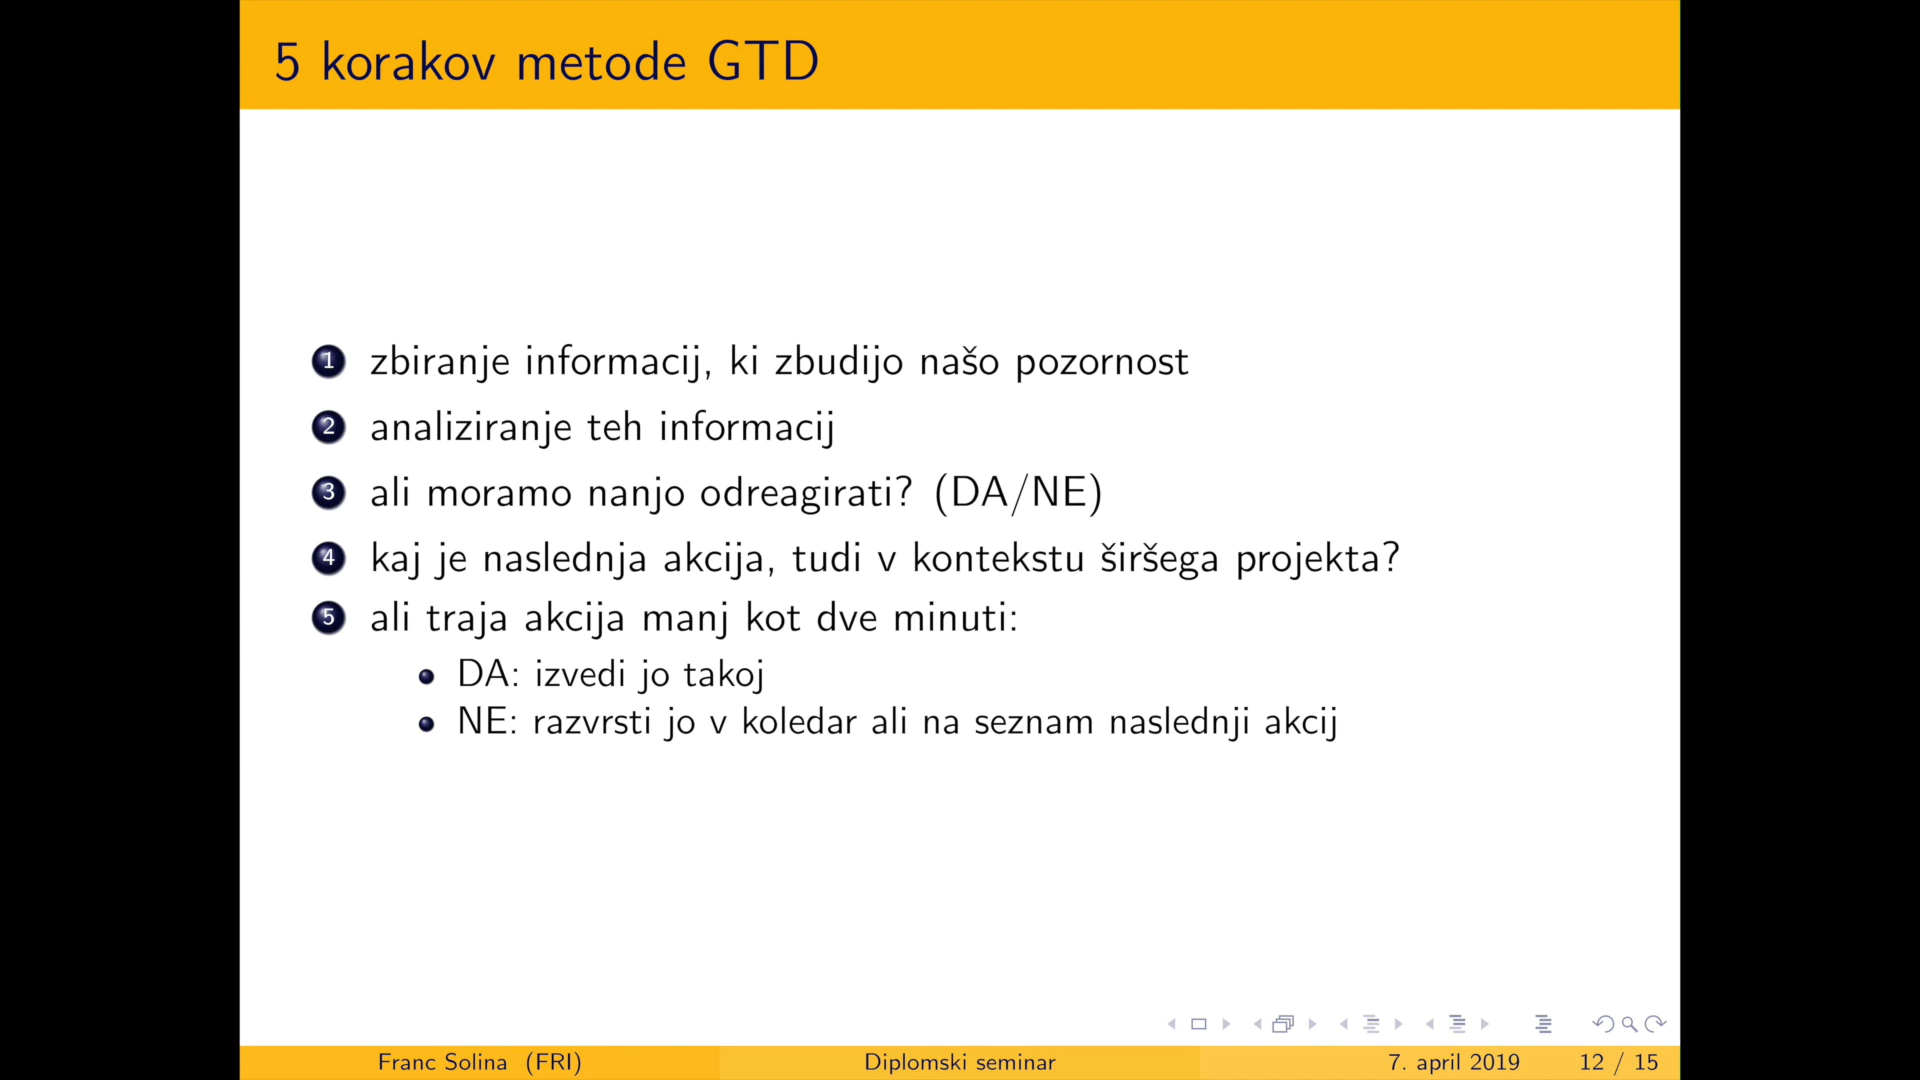 5 korakov metode GTD
1 zbiranje informacij, ki zbudijo našo pozornost
2 analiziranje teh informacij
3 ali moramo nanjo odreagirati? (DA/NE)
4 kaj je naslednja akcija, tudi v kontekstu širšega projekta?
5 ali traja akcija manj kot dve minuti:
• DA: izvedi jo takoj
• NE: razvrsti jo v koledar ali na seznam naslednji akcij
Franc Solina (FRI) Diplomski seminar 7. april 2019 12 / 15